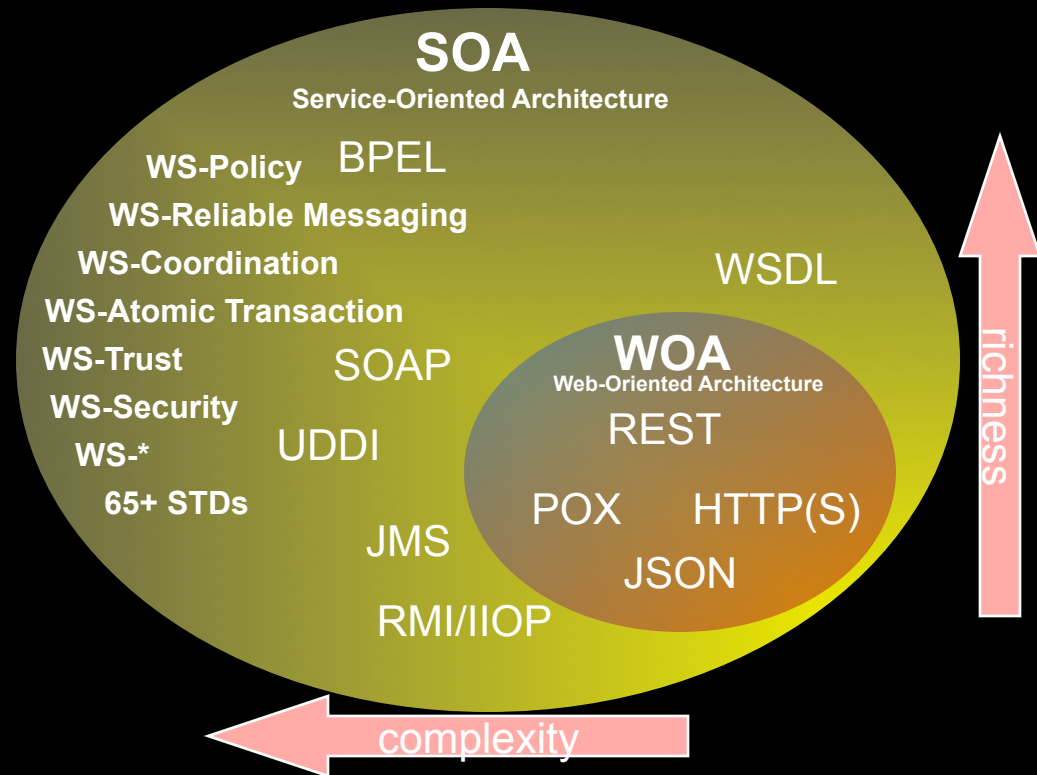 SOA
Service-Oriented Architecture
BPEL
WS-Policy
WS-Reliable Messaging
WS-Coordination
WSDL
WS-Atomic Transaction
WS-Trust
SOAP
WOA
Web-Oriented Architecture
WS-Security
REST
UDDI
WS-*
65+ STDs
POX
HTTP(S)
JMS
JSON
RMI/IIOP
richness
complexity